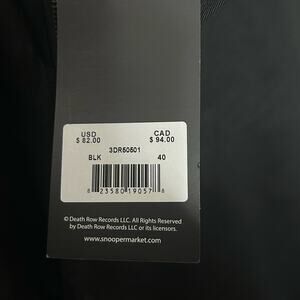 USD CAD
$ 82.00 $ 94.00
3DR50501
BLK 40
8 23580 19057 8
© Death Row Records LLC. All Rights Reserved
by Death Row Records LLC or its licensors.
www.snoopermarket.com